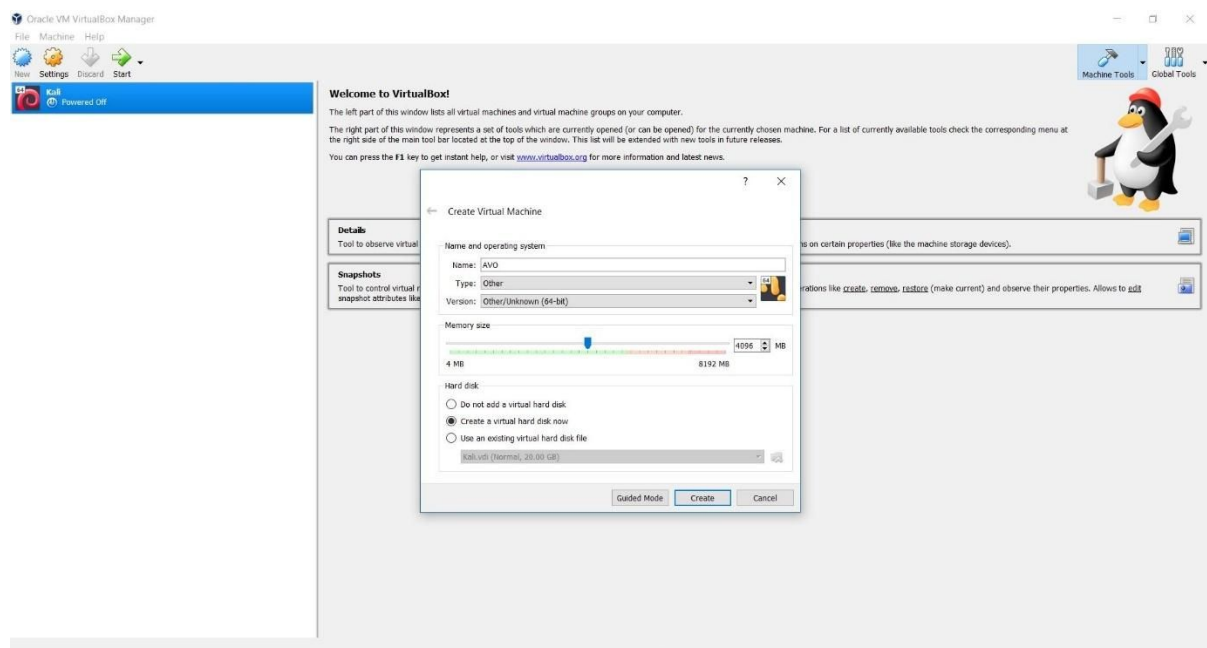 Oracle VM VirtualBox Manager
File Machine Help
New Settings Discard Start
Machine Tools Global Tools
64
Kali
Powered Off
Welcome to VirtualBox!
The left part of this window lists all virtual machines and virtual machine groups on your computer.
The right part of this window represents a set of tools which are currently opened (or can be opened) for the currently chosen machine. For a list of currently available tools check the corresponding menu at
the right side of the main tool bar located at the top of the window. This list will be extended with new tools in future releases.
You can press the F1 key to get instant help, or visit www.virtualbox.org for more information and latest news.
Details
Tool to observe virtual
ns on certain properties (like the machine storage devices).
Snapshots
Tool to control virtual
erations like create, remove, restore (make current) and observe their properties. Allows to edit
snapshot attributes like
?
Create Virtual Machine
Name and operating system
Name: AVO
Type: Other
64
Version: Other/Unknown (64-bit)
Memory size
4096 MB
4 MB 8192 MB
Hard disk
Do not add a virtual hard disk
Create a virtual hard disk now
Use an existing virtual hard disk file
Kali.vdi (Normal, 20.00 GB)
Guided Mode Create Cancel